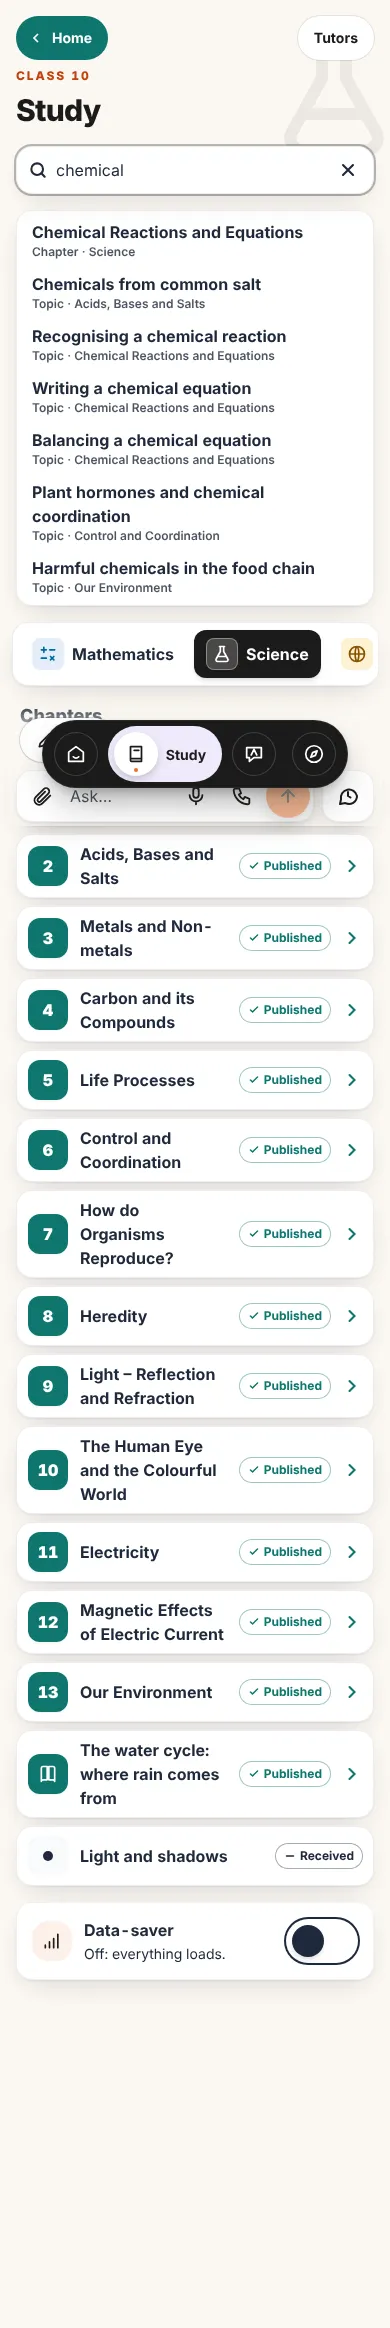 Home
Tutors
CLASS 10
Study
chemical
Chemical Reactions and Equations
Chapter · Science
Chemicals from common salt
Topic · Acids, Bases and Salts
Recognising a chemical reaction
Topic · Chemical Reactions and Equations
Writing a chemical equation
Topic · Chemical Reactions and Equations
Balancing a chemical equation
Topic · Chemical Reactions and Equations
Plant hormones and chemical
coordination
Topic · Control and Coordination
Harmful chemicals in the food chain
Topic · Our Environment
Mathematics
Science
Chapters
Study
Ask...
2
Acids, Bases and
Salts
Published
3
Metals and Non-
metals
Published
4
Carbon and its
Compounds
Published
5
Life Processes
Published
6
Control and
Coordination
Published
7
How do
Organisms
Reproduce?
Published
8
Heredity
Published
9
Light – Reflection
and Refraction
Published
10
The Human Eye
and the Colourful
World
Published
11
Electricity
Published
12
Magnetic Effects
of Electric Current
Published
13
Our Environment
Published
The water cycle:
where rain comes
from
Published
Light and shadows
Received
Data-saver
Off: everything loads.